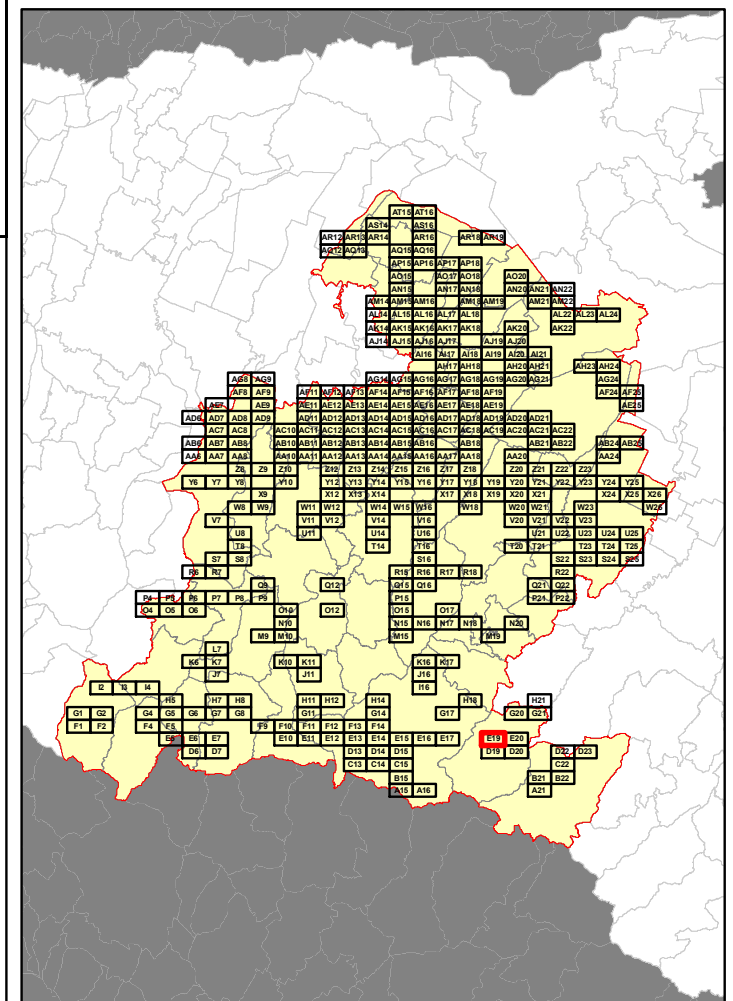 AT15 AT16
AS14 AS16
AR12 AR13 AR14 AR16 AR18 AR19
AQ12 AQ13 AQ15 AQ16
AP15 AP16 AP17 AP18
AO15 AO17 AO18 AO20
AN15 AN17 AN18 AN20 AN21 AN22
AM14 AM15 AM16 AM18 AM19 AM21 AM22
AL14 AL15 AL16 AL17 AL18 AL22 AL23 AL24
AK14 AK15 AK16 AK17 AK18 AK20 AK22
AJ14 AJ15 AJ16 AJ17 AJ19 AJ20
AI16 AI17 AI18 AI19 AI20 AI21
AH17 AH18 AH20 AH21 AH23 AH24
AG8 AG9 AG14 AG15 AG16 AG17 AG18 AG19 AG20 AG21 AG24
AF8 AF9 AF11 AF12 AF13 AF14 AF15 AF16 AF17 AF18 AF19 AF24 AF25
AE7 AE9 AE11 AE12 AE13 AE14 AE15 AE16 AE17 AE18 AE19 AE25
AD6 AD7 AD8 AD9 AD11 AD12 AD13 AD14 AD15 AD16 AD17 AD18 AD19 AD20 AD21
AC7 AC8 AC10 AC11 AC12 AC13 AC14 AC15 AC16 AC17 AC18 AC19 AC20 AC21 AC22
AB6 AB7 AB8 AB10 AB11 AB12 AB13 AB14 AB15 AB16 AB18 AB21 AB22 AB24 AB25
AA6 AA7 AA8 AA10 AA11 AA12 AA13 AA14 AA15 AA16 AA17 AA18 AA20 AA24
Z8 Z9 Z10 Z12 Z13 Z14 Z15 Z16 Z17 Z18 Z20 Z21 Z22 Z23
Y6 Y7 Y8 Y10 Y12 Y13 Y14 Y15 Y16 Y17 Y18 Y19 Y20 Y21 Y22 Y23 Y24 Y25
X9 X12 X13 X14 X17 X18 X19 X20 X21 X24 X25 X26
W8 W9 W11 W12 W14 W15 W16 W18 W20 W21 W23 W26
V7 V11 V12 V14 V16 V20 V21 V22 V23
U8 U11 U14 U16 U21 U22 U23 U24 U25
T8 T14 T16 T20 T21 T23 T24 T25
S7 S8 S16 S22 S23 S24 S25
R6 R7 R15 R16 R17 R18 R22
Q9 Q12 Q15 Q16 Q21 Q22
P4 P5 P6 P7 P8 P9 P15 P21 P22
O4 O5 O6 O10 O12 O15 O17
N10 N15 N16 N17 N18 N20
M9 M10 M15 M19
L7
K6 K7 K10 K11 K16 K17
J7 J11 J16
I2 I3 I4 I16
H5 H7 H8 H11 H12 H14 H18 H21
G1 G2 G4 G5 G6 G7 G8 G11 G14 G17 G20 G21
F1 F2 F4 F5 F9 F10 F11 F12 F13 F14
E5 E6 E7 E10 E11 E12 E13 E14 E15 E16 E17 E19 E20
D6 D7 D13 D14 D15 D19 D20 D22 D23
C13 C14 C15 C22
B15 B21 B22
A15 A16 A21